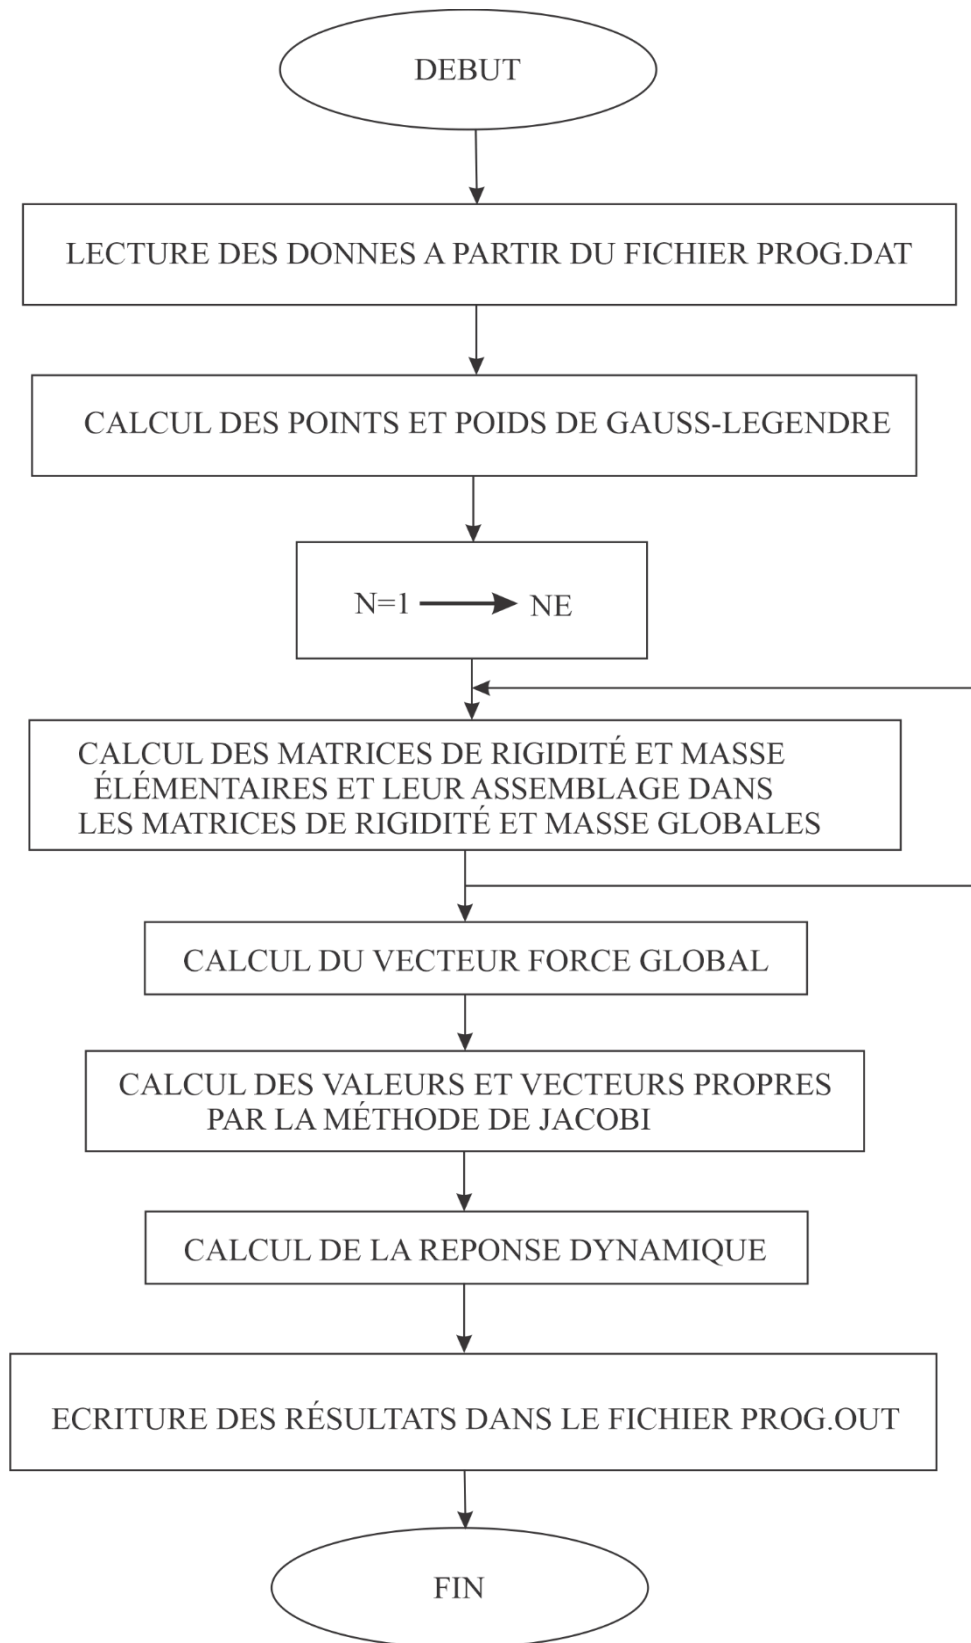 DEBUT
LECTURE DES DONNES A PARTIR DU FICHIER PROG.DAT
CALCUL DES POINTS ET POIDS DE GAUSS-LEGENDRE
N=1 ⟶ NE
CALCUL DES MATRICES DE RIGIDITÉ ET MASSE
ÉLÉMENTAIRES ET LEUR ASSEMBLAGE DANS
LES MATRICES DE RIGIDITÉ ET MASSE GLOBALES
CALCUL DU VECTEUR FORCE GLOBAL
CALCUL DES VALEURS ET VECTEURS PROPRES
PAR LA MÉTHODE DE JACOBI
CALCUL DE LA REPONSE DYNAMIQUE
ECRITURE DES RÉSULTATS DANS LE FICHIER PROG.OUT
FIN